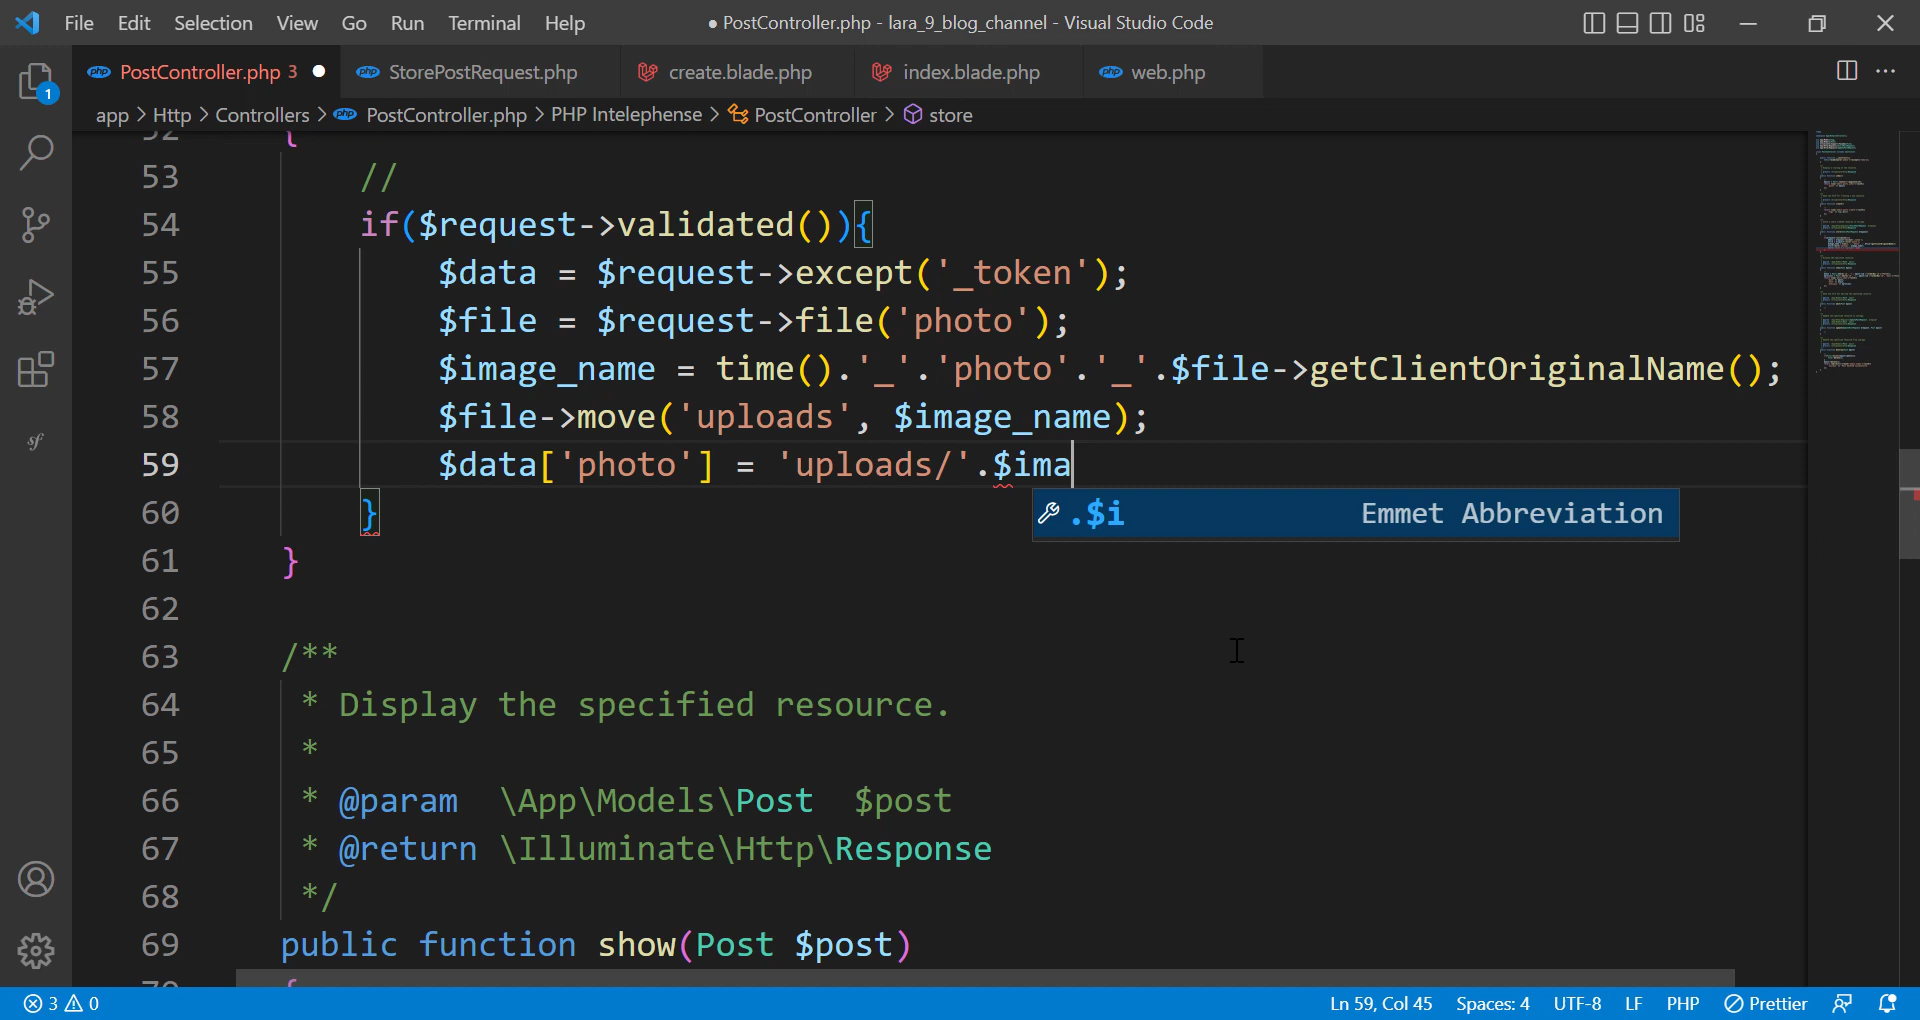 File Edit Selection View Go Run Terminal Help ● PostController.php - lara_9_blog_channel - Visual Studio Code
PostController.php 3 StorePostRequest.php create.blade.php index.blade.php web.php
app > Http > Controllers > PostController.php > PHP Intelephense > PostController > store
1
52 {
53 //
54 if($request->validated()){
55 $data = $request->except('_token');
56 $file = $request->file('photo');
57 $image_name = time().'_'.'photo'.'_'.$file->getClientOriginalName();
58 $file->move('uploads', $image_name);
59 $data['photo'] = 'uploads/'.$ima
.$i Emmet Abbreviation
60 }
61 }
62
63 /**
64 * Display the specified resource.
65 *
66 * @param \App\Models\Post $post
67 * @return \Illuminate\Http\Response
68 */
69 public function show(Post $post)
70 {
3 0 Ln 59, Col 45 Spaces: 4 UTF-8 LF PHP Prettier